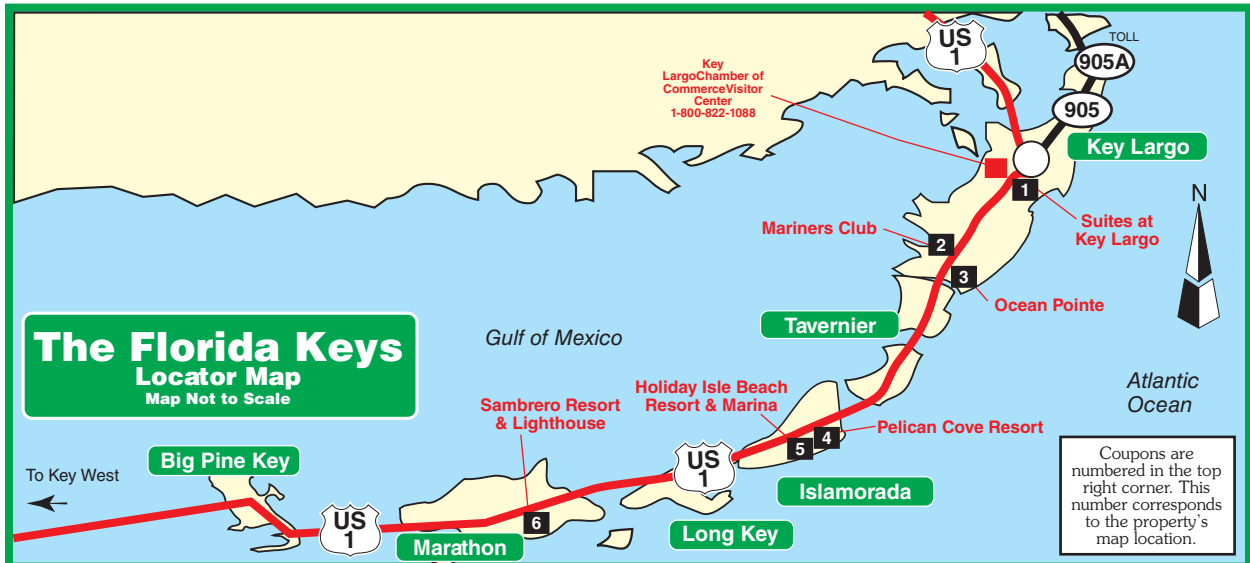 US
1
TOLL
905A
905
Key
LargoChamber of
CommerceVisitor
Center
1-800-822-1088
Key Largo
1
Suites at
Key Largo
N
Mariners Club
2
3
Ocean Pointe
Tavernier
Gulf of Mexico
The Florida Keys
Locator Map
Map Not to Scale
Atlantic
Ocean
Holiday Isle Beach
Resort & Marina
Sambrero Resort
& Lighthouse
4
5
Pelican Cove Resort
Big Pine Key
To Key West
US
1
Islamorada
US
1
6
Marathon
Long Key
Coupons are
numbered in the top
right corner. This
number corresponds
to the property's
map location.